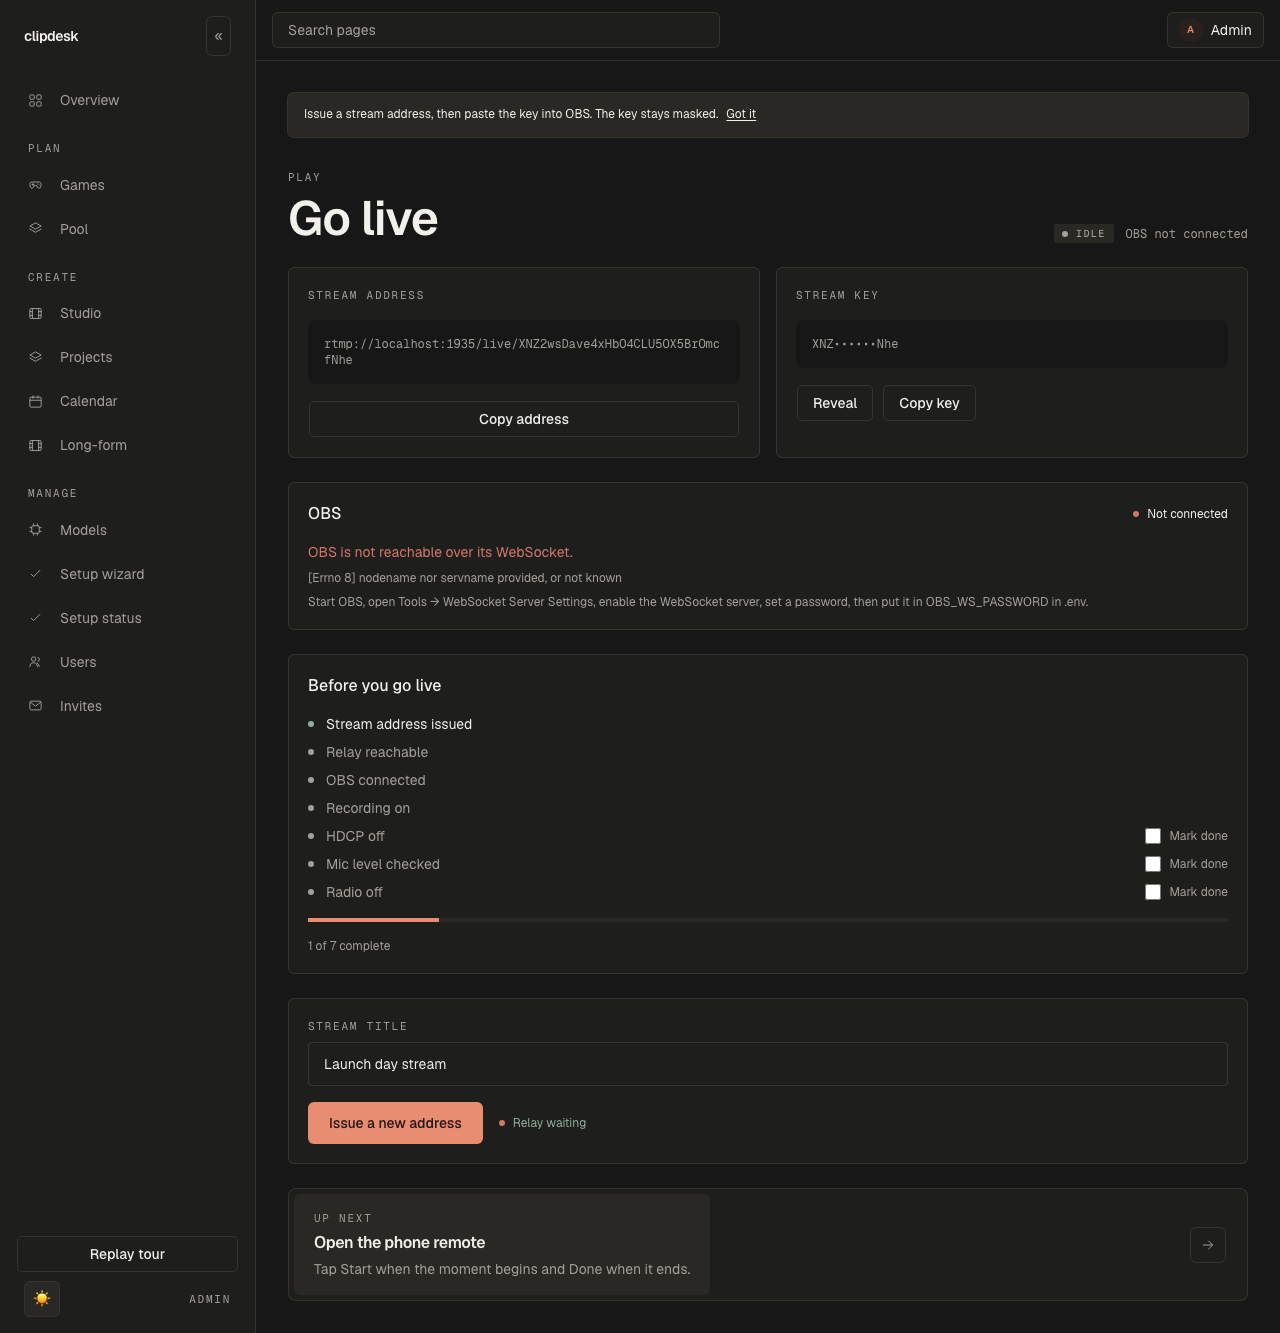 clipdesk
«
Overview
PLAN
Games
Pool
CREATE
Studio
Projects
Calendar
Long-form
MANAGE
Models
Setup wizard
Setup status
Users
Invites
Replay tour
ADMIN
Search pages
A Admin
Issue a stream address, then paste the key into OBS. The key stays masked. Got it
PLAY
Go live
IDLE OBS not connected
STREAM ADDRESS
rtmp://localhost:1935/live/XNZ2wsDave4xHbO4CLU5OX5BrOmc
fNhe
Copy address
STREAM KEY
XNZ••••••Nhe
Reveal Copy key
OBS
Not connected
OBS is not reachable over its WebSocket.
[Errno 8] nodename nor servname provided, or not known
Start OBS, open Tools → WebSocket Server Settings, enable the WebSocket server, set a password, then put it in OBS_WS_PASSWORD in .env.
Before you go live
Stream address issued
Relay reachable
OBS connected
Recording on
HDCP off Mark done
Mic level checked Mark done
Radio off Mark done
1 of 7 complete
STREAM TITLE
Launch day stream
Issue a new address Relay waiting
UP NEXT
Open the phone remote
Tap Start when the moment begins and Done when it ends.
→